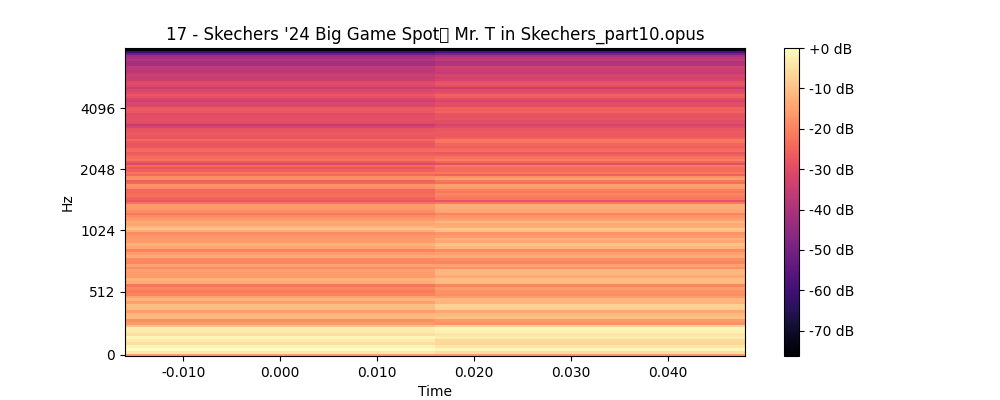 17 - Skechers '24 Big Game Spot▯ Mr. T in Skechers_part10.opus
+0 dB
-10 dB
-20 dB
-30 dB
-40 dB
-50 dB
-60 dB
-70 dB
4096
2048
1024
512
0
Hz
-0.010 0.000 0.010 0.020 0.030 0.040
Time